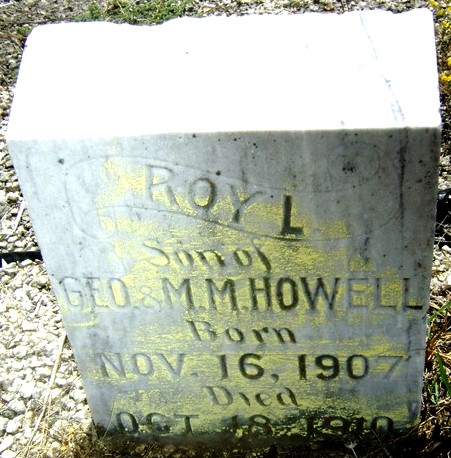 ROY L
Son of
GEO. & M. M. HOWELL
Born
NOV. 16, 1907
Died
OCT. 18, 1910